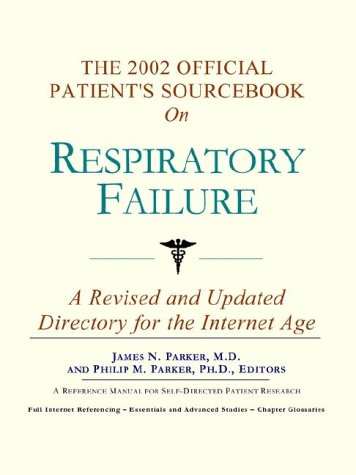 THE 2002 OFFICIAL
PATIENT'S SOURCEBOOK
On
RESPIRATORY
FAILURE
A Revised and Updated
Directory for the Internet Age
JAMES N. PARKER, M.D.
AND PHILIP M. PARKER, PH.D., EDITORS
A REFERENCE MANUAL FOR SELF-DIRECTED PATIENT RESEARCH
Full Internet Referencing – Essentials and Advanced Studies – Chapter Glossaries